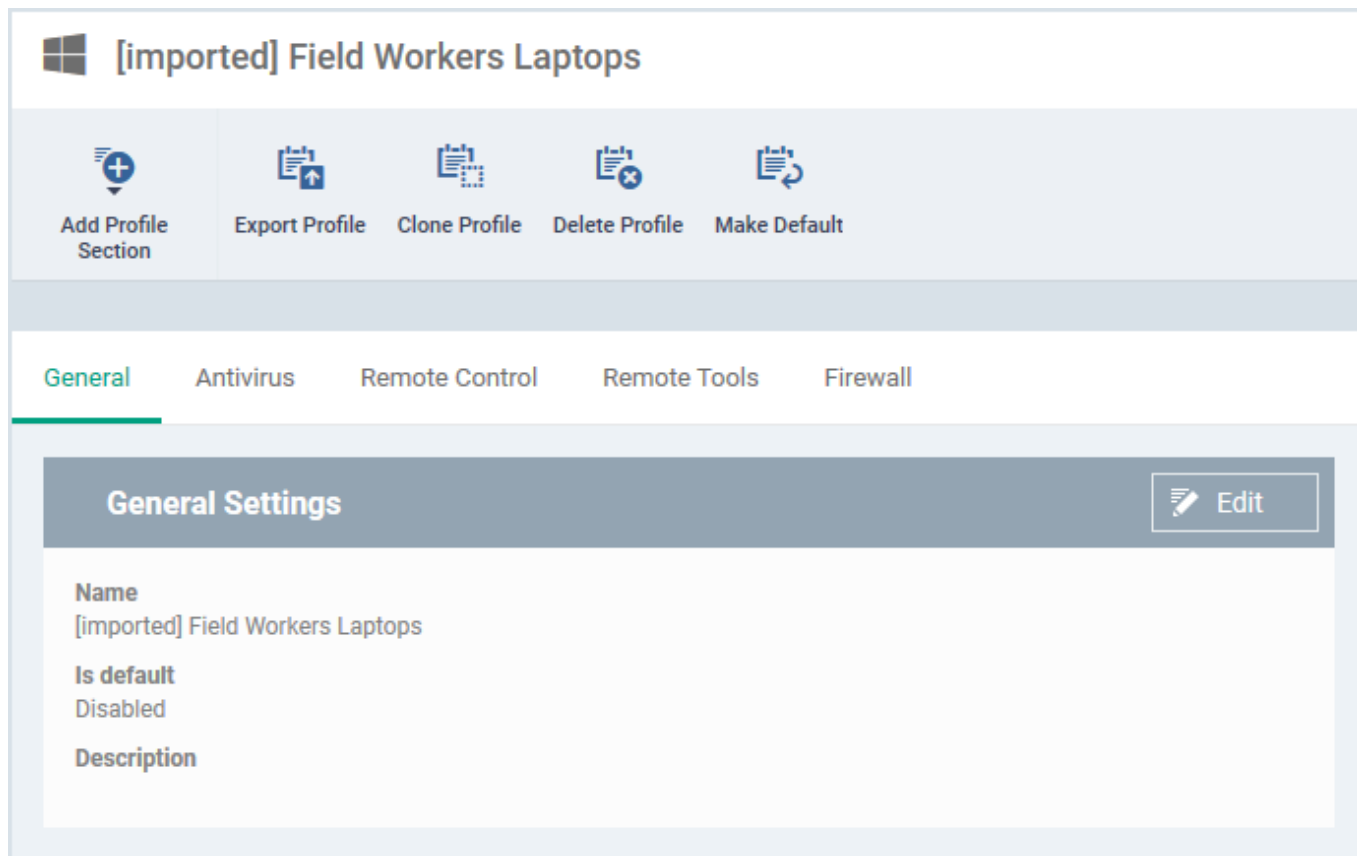 [imported] Field Workers Laptops
Add Profile
Section
Export Profile
Clone Profile
Delete Profile
Make Default
General
Antivirus
Remote Control
Remote Tools
Firewall
General Settings
Edit
Name
[imported] Field Workers Laptops
Is default
Disabled
Description